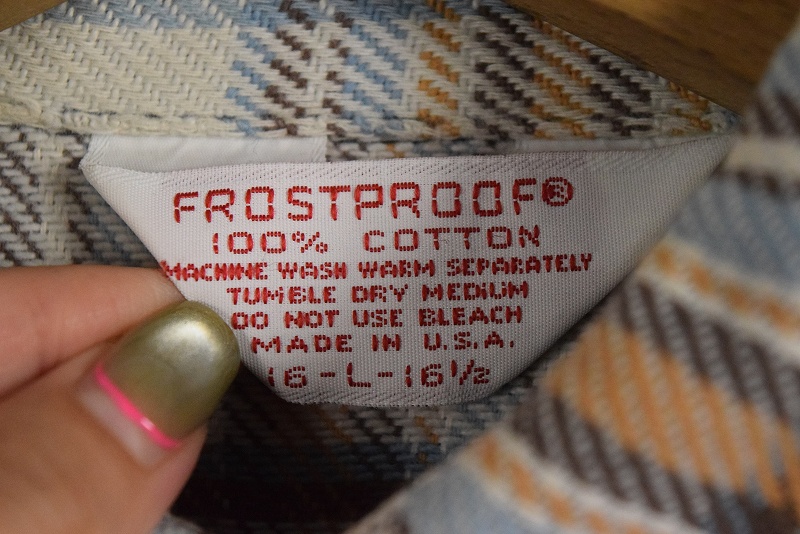 FROSTPROOF®
100% COTTON
MACHINE WASH WARM SEPARATELY
TUMBLE DRY MEDIUM
DO NOT USE BLEACH
MADE IN U.S.A.
16-L-16½